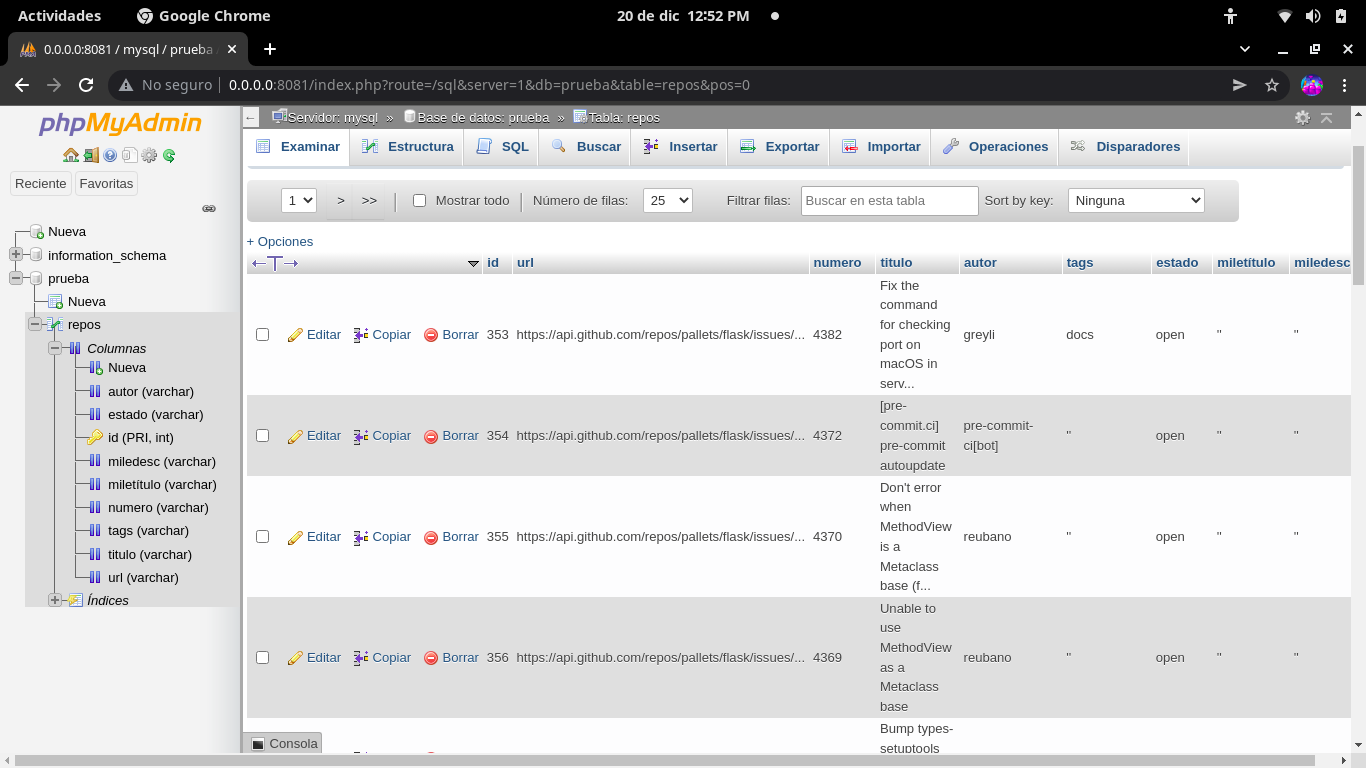 Actividades Google Chrome 20 de dic 12:52 PM
0.0.0.0:8081 / mysql / prueba
No seguro 0.0.0.0:8081/index.php?route=/sql&server=1&db=prueba&table=repos&pos=0
phpMyAdmin
Reciente Favoritas
Nueva
information_schema
prueba
Nueva
repos
Columnas
Nueva
autor (varchar)
estado (varchar)
id (PRI, int)
miledesc (varchar)
miletítulo (varchar)
numero (varchar)
tags (varchar)
titulo (varchar)
url (varchar)
Índices
Servidor: mysql » Base de datos: prueba » Tabla: repos
Examinar Estructura SQL Buscar Insertar Exportar Importar Operaciones Disparadores
1 > >> Mostrar todo Número de filas: 25 Filtrar filas: Buscar en esta tabla Sort by key: Ninguna
+ Opciones
id url numero titulo autor tags estado miletítulo miledesc
Fix the
command
for checking
Editar Copiar Borrar 353 https://api.github.com/repos/pallets/flask/issues/... 4382 port on greyli docs open '' ''
macOS in
serv...
[pre-
commit.ci] pre-commit-
Editar Copiar Borrar 354 https://api.github.com/repos/pallets/flask/issues/... 4372 pre-commit ci[bot] '' open '' ''
autoupdate
Don't error
when
MethodView
Editar Copiar Borrar 355 https://api.github.com/repos/pallets/flask/issues/... 4370 is a reubano '' open '' ''
Metaclass
base (f...
Unable to
use
MethodView
Editar Copiar Borrar 356 https://api.github.com/repos/pallets/flask/issues/... 4369 as a reubano '' open '' ''
Metaclass
base
Bump types-
setuptools
Consola